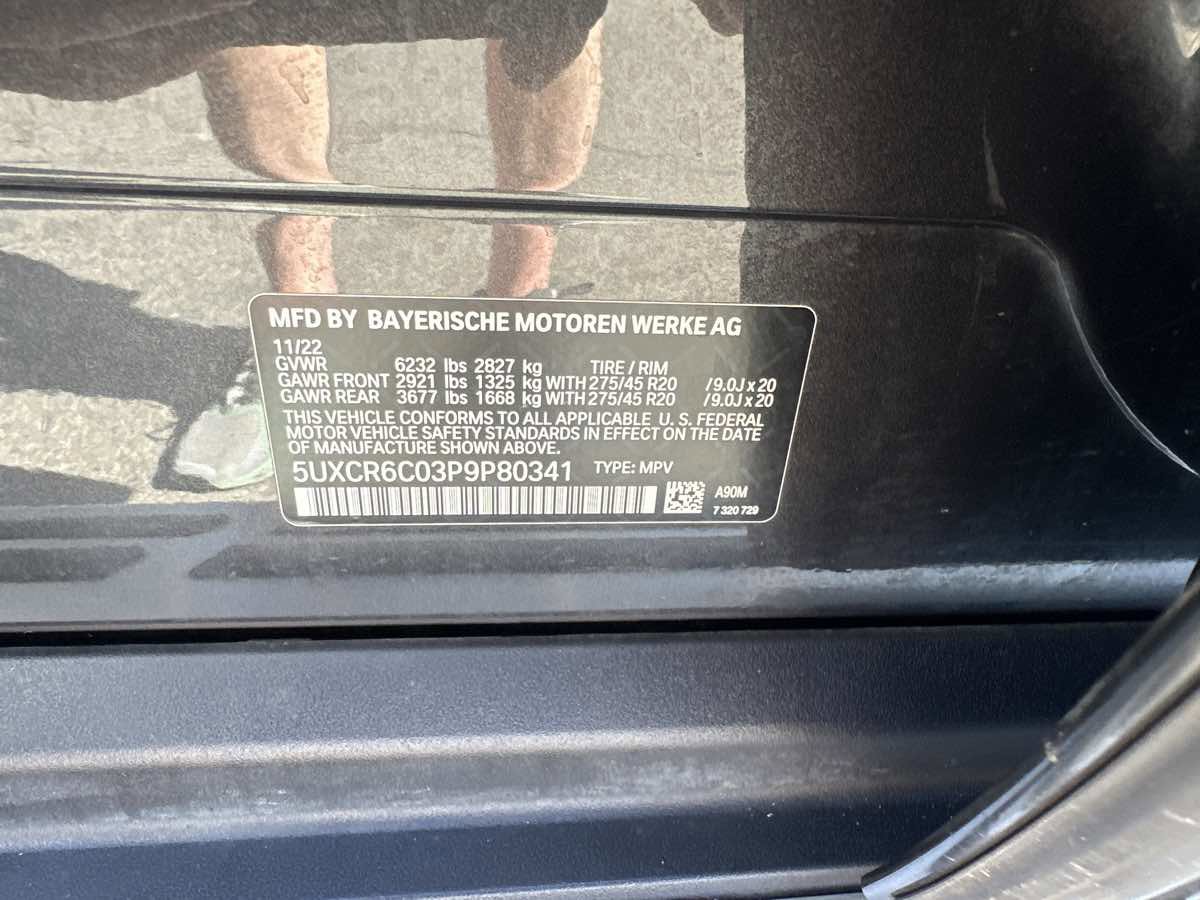 MFD BY BAYERISCHE MOTOREN WERKE AG
11/22
GVWR 6232 lbs 2827 kg TIRE / RIM
GAWR FRONT 2921 lbs 1325 kg WITH 275/45 R20 / 9.0J x 20
GAWR REAR 3677 lbs 1668 kg WITH 275/45 R20 / 9.0J x 20
THIS VEHICLE CONFORMS TO ALL APPLICABLE U. S. FEDERAL
MOTOR VEHICLE SAFETY STANDARDS IN EFFECT ON THE DATE
OF MANUFACTURE SHOWN ABOVE.
5UXCR6C03P9P80341 TYPE: MPV
A90M
7 320 729